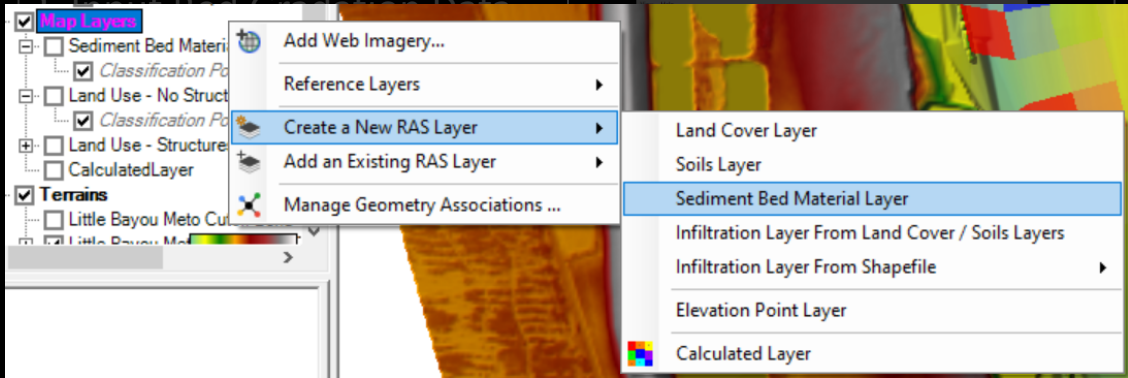 Map Layers
Sediment Bed Materi
Classification Po
Land Use - No Struct
Classification Po
Land Use - Structure
CalculatedLayer
Terrains
Little Bayou Meto
Little Bayou
Add Web Imagery...
Reference Layers
Create a New RAS Layer
Add an Existing RAS Layer
Manage Geometry Associations ...
Land Cover Layer
Soils Layer
Sediment Bed Material Layer
Infiltration Layer From Land Cover / Soils Layers
Infiltration Layer From Shapefile
Elevation Point Layer
Calculated Layer